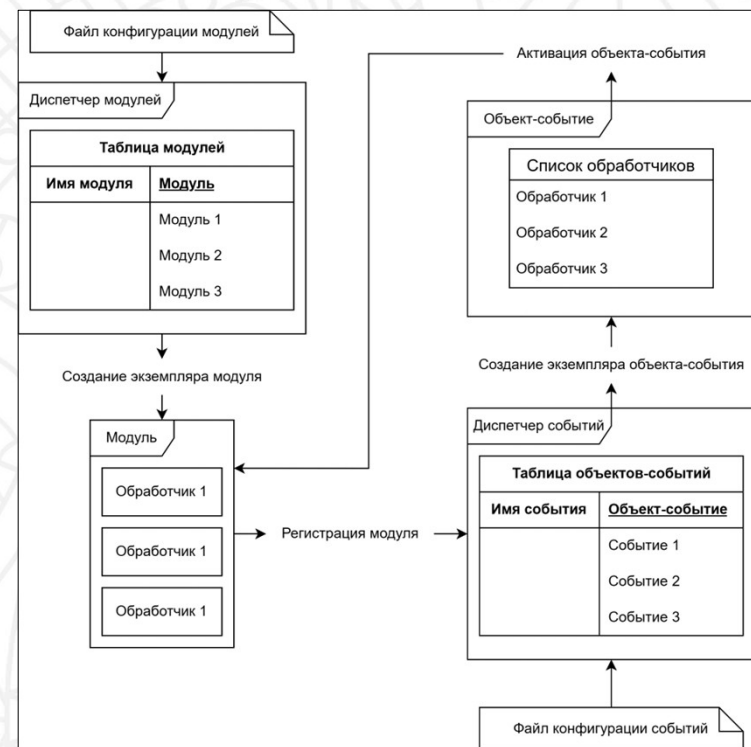 Файл конфигурации модулей
Активация объекта-события
Диспетчер модулей
Объект-событие
Таблица модулей
Имя модуля Модуль
Модуль 1
Модуль 2
Модуль 3
Список обработчиков
Обработчик 1
Обработчик 2
Обработчик 3
Создание экземпляра модуля
Создание экземпляра объекта-события
Модуль
Обработчик 1
Обработчик 1
Обработчик 1
Регистрация модуля
Диспетчер событий
Таблица объектов-событий
Имя события Объект-событие
Событие 1
Событие 2
Событие 3
Файл конфигурации событий